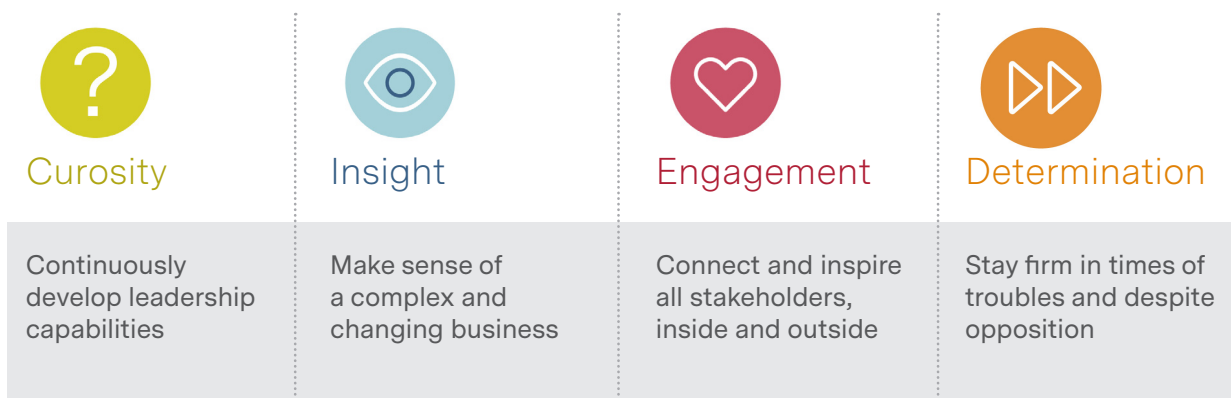 ?
Curosity
Insight
Engagement
Determination
Continuously
develop leadership
capabilities
Make sense of
a complex and
changing business
Connect and inspire
all stakeholders,
inside and outside
Stay firm in times of
troubles and despite
opposition